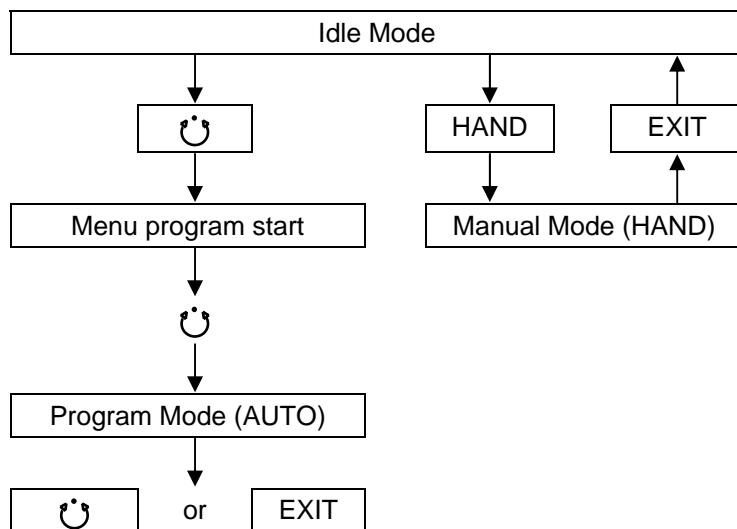 Idle Mode
HAND
EXIT
Menu program start
Manual Mode (HAND)
Program Mode (AUTO)
or
EXIT